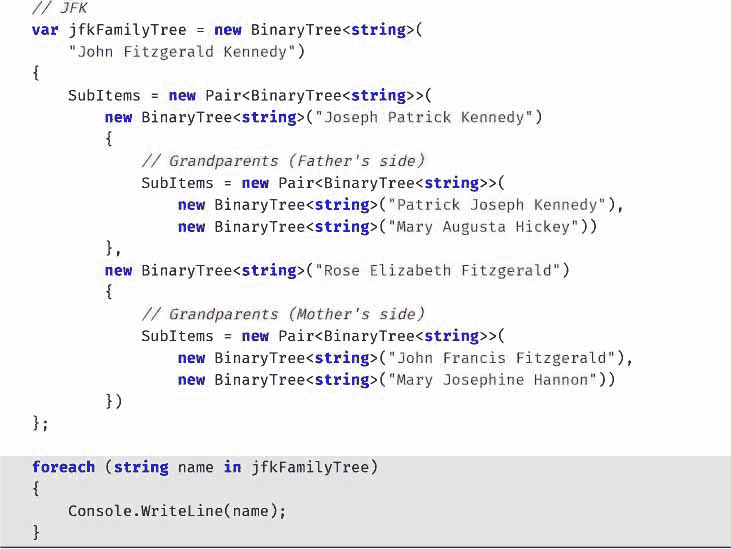 // JFK
var jfkFamilyTree = new BinaryTree<string>(
    "John Fitzgerald Kennedy")
{
    SubItems = new Pair<BinaryTree<string>>(
        new BinaryTree<string>("Joseph Patrick Kennedy")
        {
            // Grandparents (Father's side)
            SubItems = new Pair<BinaryTree<string>>(
                new BinaryTree<string>("Patrick Joseph Kennedy"),
                new BinaryTree<string>("Mary Augusta Hickey"))
        },
        new BinaryTree<string>("Rose Elizabeth Fitzgerald")
        {
            // Grandparents (Mother's side)
            SubItems = new Pair<BinaryTree<string>>(
                new BinaryTree<string>("John Francis Fitzgerald"),
                new BinaryTree<string>("Mary Josephine Hannon"))
        })
};

foreach (string name in jfkFamilyTree)
{
    Console.WriteLine(name);
}